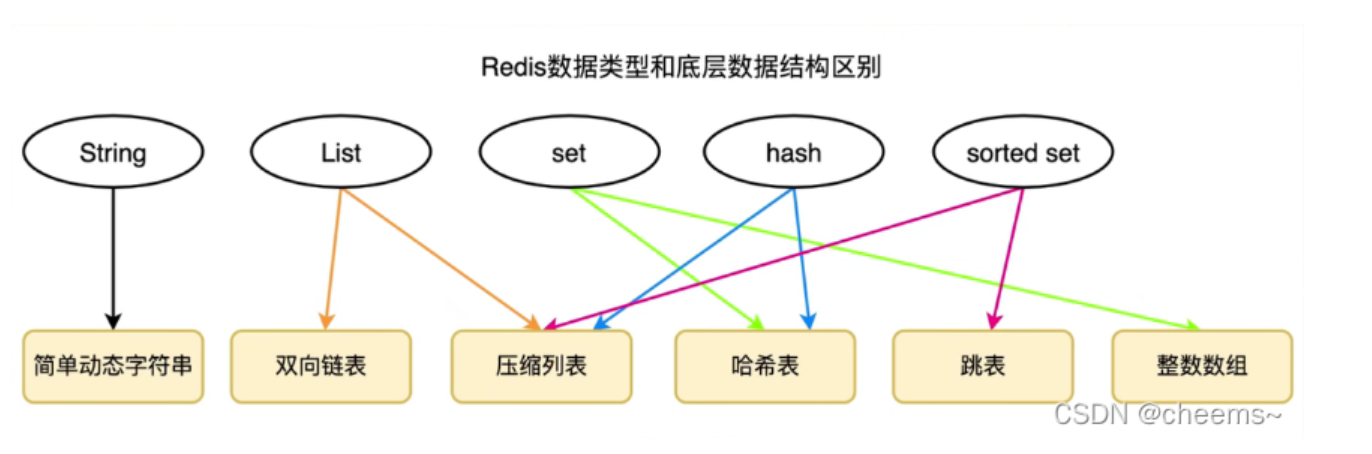 Redis数据类型和底层数据结构区别
String
List
set
hash
sorted set
简单动态字符串
双向链表
压缩列表
哈希表
跳表
整数数组
CSDN @cheems~